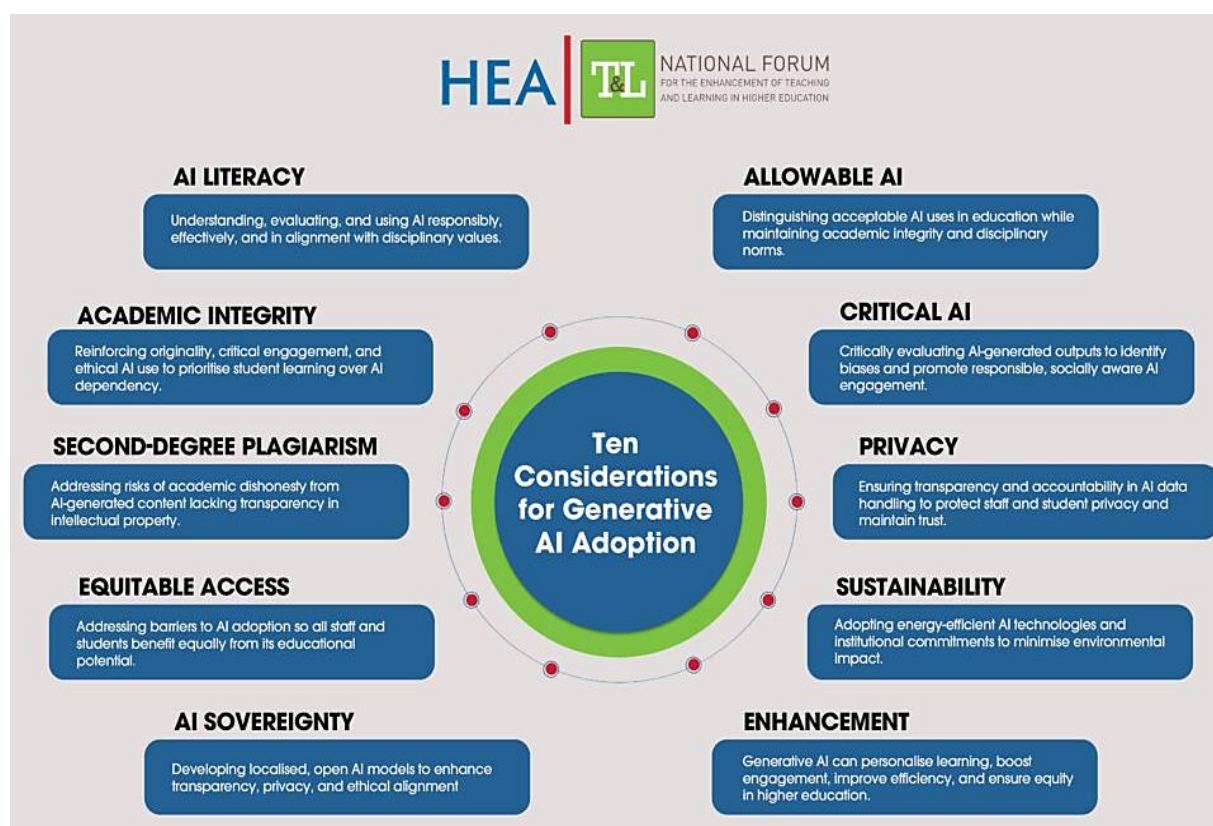 HEA
T&L
NATIONAL FORUM
FOR THE ENHANCEMENT OF TEACHING
AND LEARNING IN HIGHER EDUCATION
AI LITERACY
Understanding, evaluating, and using AI responsibly,
effectively, and in alignment with disciplinary values.
ALLOWABLE AI
Distinguishing acceptable AI uses in education while
maintaining academic integrity and disciplinary
norms.
ACADEMIC INTEGRITY
Reinforcing originality, critical engagement, and
ethical AI use to prioritise student learning over AI
dependency.
CRITICAL AI
Critically evaluating AI-generated outputs to identify
biases and promote responsible, socially aware AI
engagement.
Ten
Considerations
for Generative
AI Adoption
SECOND-DEGREE PLAGIARISM
Addressing risks of academic dishonesty from
AI-generated content lacking transparency in
intellectual property.
PRIVACY
Ensuring transparency and accountability in AI data
handling to protect staff and student privacy and
maintain trust.
EQUITABLE ACCESS
Addressing barriers to AI adoption so all staff and
students benefit equally from its educational
potential.
SUSTAINABILITY
Adopting energy-efficient AI technologies and
institutional commitments to minimise environmental
impact.
AI SOVEREIGNTY
Developing localised, open AI models to enhance
transparency, privacy, and ethical alignment
ENHANCEMENT
Generative AI can personalise learning, boost
engagement, improve efficiency, and ensure equity
in higher education.